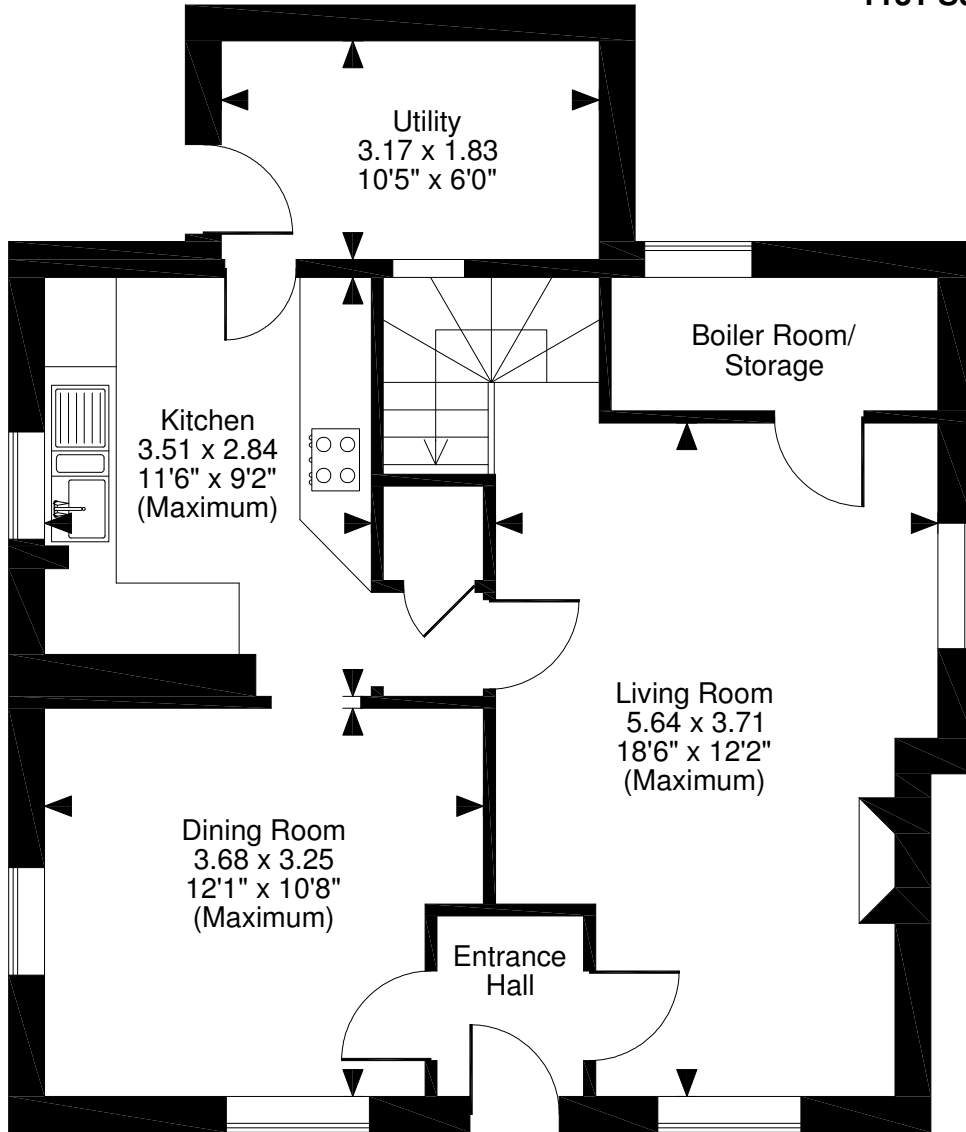 Utility
3.17 x 1.83
10'5" x 6'0"
Boiler Room/
Storage
Kitchen
3.51 x 2.84
11'6" x 9'2"
(Maximum)
Living Room
5.64 x 3.71
18'6" x 12'2"
(Maximum)
Dining Room
3.68 x 3.25
12'1" x 10'8"
(Maximum)
Entrance
Hall